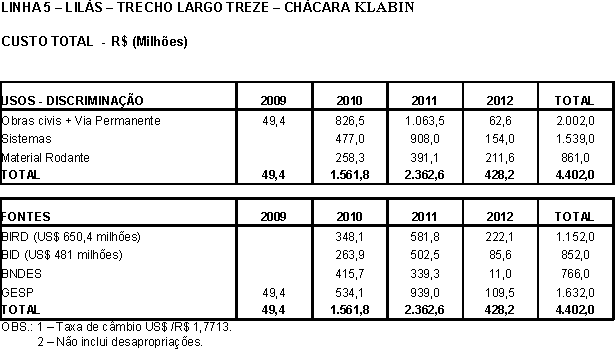 LINHA 5 – LILÁS – TRECHO LARGO TREZE – CHÁCARA KLABIN
CUSTO TOTAL - R$ (Milhões)
USOS - DISCRIMINAÇÃO 2009 2010 2011 2012 TOTAL
Obras civis + Via Permanente 49,4 826,5 1.063,5 62,6 2.002,0
Sistemas 477,0 908,0 154,0 1.539,0
Material Rodante 258,3 391,1 211,6 861,0
TOTAL 49,4 1.561,8 2.362,6 428,2 4.402,0
FONTES 2009 2010 2011 2012 TOTAL
BIRD (US$ 650,4 milhões) 348,1 581,8 222,1 1.152,0
BID (US$ 481 milhões) 263,9 502,5 85,6 852,0
BNDES 415,7 339,3 11,0 766,0
GESP 49,4 534,1 939,0 109,5 1.632,0
TOTAL 49,4 1.561,8 2.362,6 428,2 4.402,0
OBS.: 1 – Taxa de câmbio US$ /R$ 1,7713.
2 – Não inclui desapropriações.